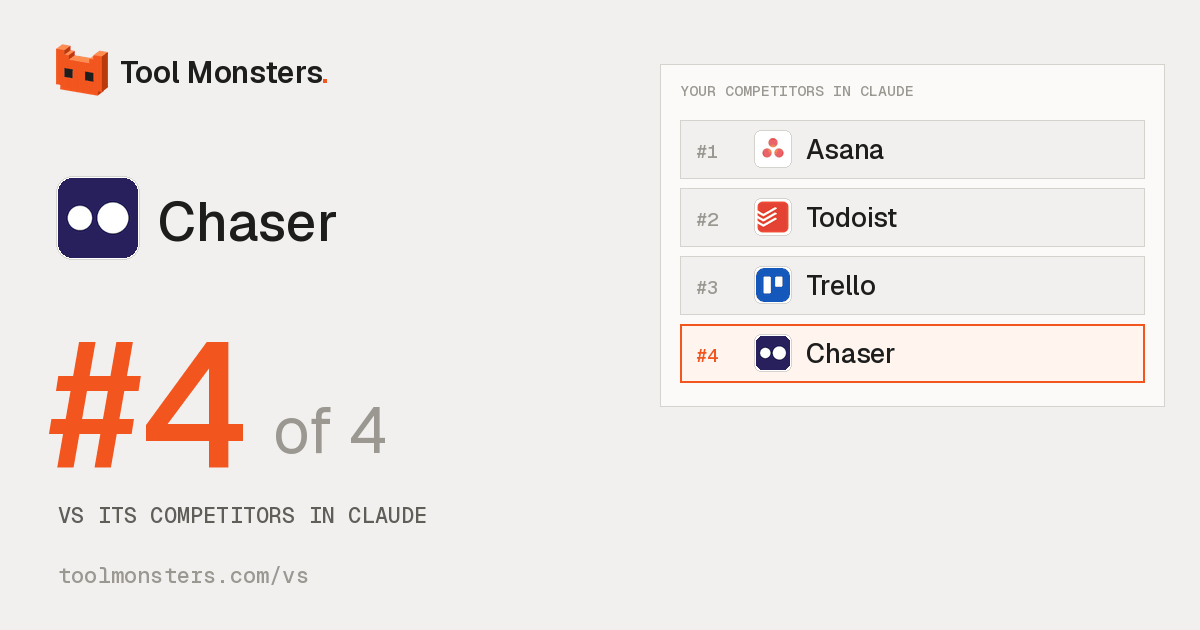 Tool Monsters.
Chaser
#4 of 4
VS ITS COMPETITORS IN CLAUDE
toolmonsters.com/vs
YOUR COMPETITORS IN CLAUDE
#1 Asana
#2 Todoist
#3 Trello
#4 Chaser